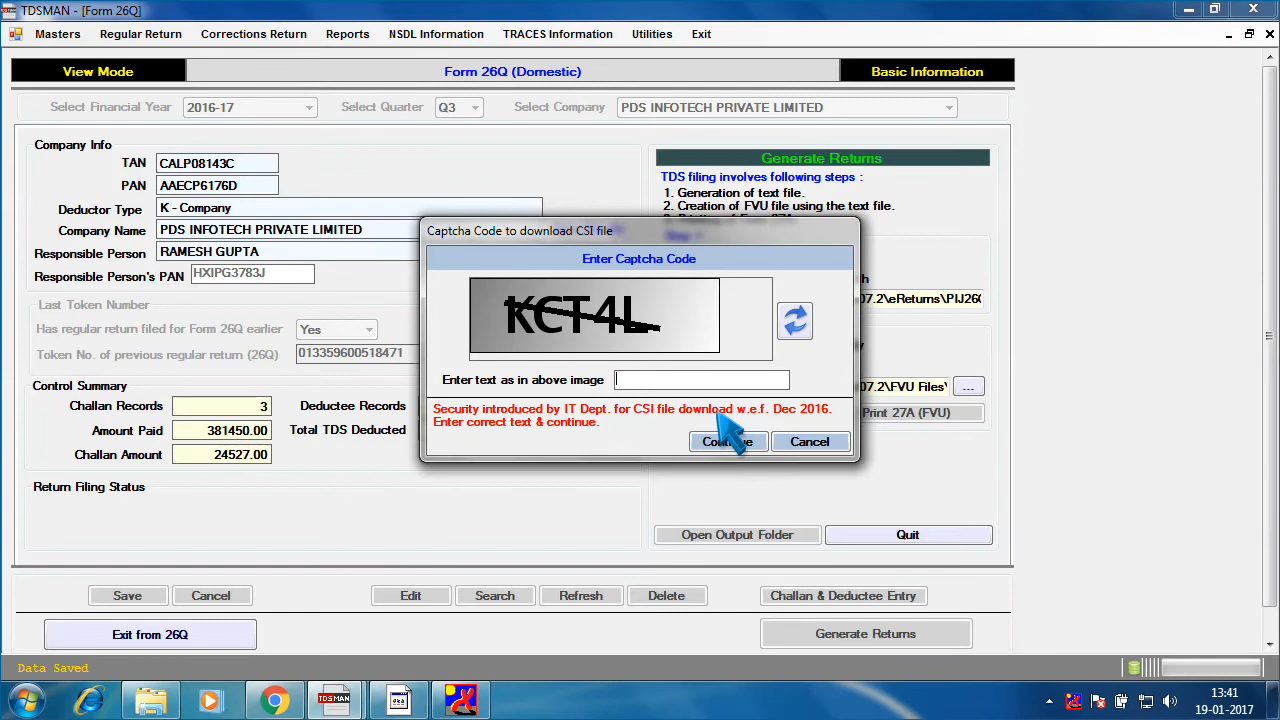 TDSMAN - [Form 26Q]
Masters Regular Return Corrections Return Reports NSDL Information TRACES Information Utilities Exit
View Mode Form 26Q (Domestic) Basic Information
Select Financial Year 2016-17 Select Quarter Q3 Select Company PDS INFOTECH PRIVATE LIMITED
Company Info
TAN CALP08143C
PAN AAECP6176D
Deductor Type K - Company
Company Name PDS INFOTECH PRIVATE LIMITED
Responsible Person RAMESH GUPTA
Responsible Person's PAN HXIPG3783J
Last Token Number
Has regular return filed for Form 26Q earlier Yes
Token No. of previous regular return (26Q) 013359600518471
Control Summary
Challan Records 3 Deductee Records
Amount Paid 381450.00 Total TDS Deducted
Challan Amount 24527.00
Return Filing Status
Generate Returns
TDS filing involves following steps :
1. Generation of text file.
2. Creation of FVU file using the text file.
07.2\eReturns\PIJ26Q
07.2\FVU Files\ ...
Print 27A (FVU)
Captcha Code to download CSI file
Enter Captcha Code
KCT4L
Enter text as in above image
Security introduced by IT Dept. for CSI file download w.e.f. Dec 2016.
Enter correct text & continue.
Continue Cancel
Open Output Folder Quit
Save Cancel Edit Search Refresh Delete Challan & Deductee Entry
Exit from 26Q Generate Returns
Data Saved
TDSMAN
13:41
19-01-2017